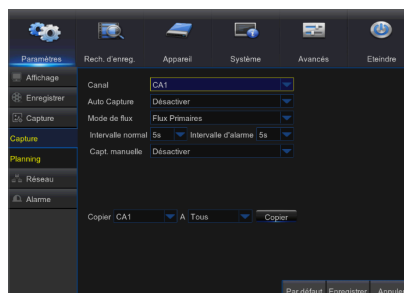 Paramètres Rech. d'enreg. Appareil Système Avancés Eteindre
Affichage
Enregistrer
Capture
Capture
Planning
Réseau
Alarme
Canal CA1
Auto Capture Désactiver
Mode de flux Flux Primaires
Intervalle normal 5s Intervalle d'alarme 5s
Capt. manuelle Désactiver
Copier CA1 A Tous Copier
Par défaut Enregistrer Annuler